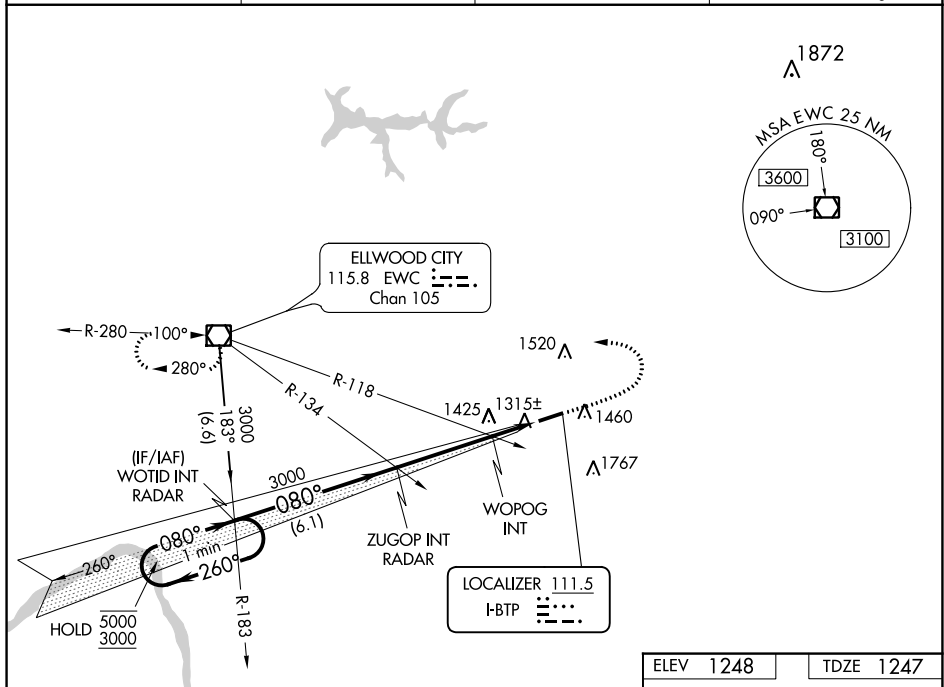 1872
MSA EWC 25 NM
180°
3600
090°
3100
ELLWOOD CITY
115.8 EWC
Chan 105
R-280
100°
280°
R-118
R-134
3000
183°
(6.6)
1520
1425
1315±
1460
1767
(IF/IAF)
WOTID INT
RADAR
3000
080°
(6.1)
WOPOG
INT
ZUGOP INT
RADAR
080°
1 min
260°
260°
HOLD 5000
3000
R-183
LOCALIZER 111.5
I-BTP
ELEV 1248
TDZE 1247